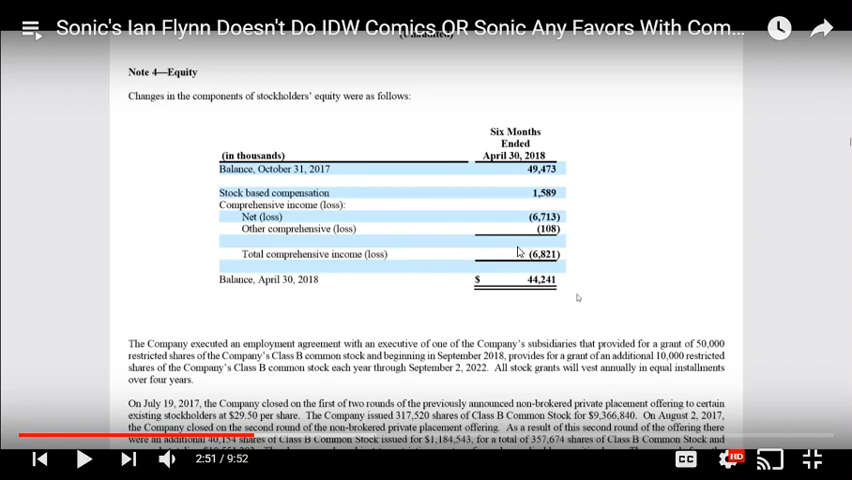 Sonic's Ian Flynn Doesn't Do IDW Comics OR Sonic Any Favors With Com...
(Unaudited)
Note 4—Equity
Changes in the components of stockholders' equity were as follows:
Six Months
Ended
(in thousands) April 30, 2018
Balance, October 31, 2017 49,473
Stock based compensation 1,589
Comprehensive income (loss):
Net (loss) (6,713)
Other comprehensive (loss) (108)
Total comprehensive income (loss) (6,821)
Balance, April 30, 2018 $ 44,241
The Company executed an employment agreement with an executive of one of the Company's subsidiaries that provided for a grant of 50,000
restricted shares of the Company's Class B common stock and beginning in September 2018, provides for a grant of an additional 10,000 restricted
shares of the Company's Class B common stock each year through September 2, 2022. All stock grants will vest annually in equal installments
over four years.
On July 19, 2017, the Company closed on the first of two rounds of the previously announced non-brokered private placement offering to certain
existing stockholders at $29.50 per share. The Company issued 317,520 shares of Class B Common Stock for $9,366,840. On August 2, 2017,
the Company closed on the second round of the non-brokered private placement offering. As a result of this second round of the offering there
were an additional 40,154 shares of Class B Common Stock issued for $1,184,543, for a total of 357,674 shares of Class B Common Stock and
2:51 / 9:52
CC
HD